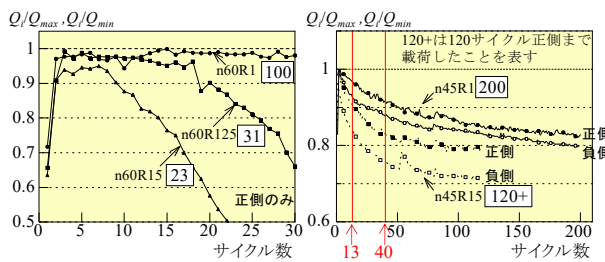 Qi/Qmax ,Qi/Qmin
1
0.9
0.8
0.7
0.6
0.5
0
5
10
15
20
25
30
n60R1
100
n60R125
31
n60R15
23
正側のみ
サイクル数
Qi/Qmax ,Qi/Qmin
120+は120サイクル正側まで
載荷したことを表す
1
0.8
0.6
0
50
100
150
200
n45R1
200
正側
負側
正側
負側
n45R15
120+
サイクル数
13
40